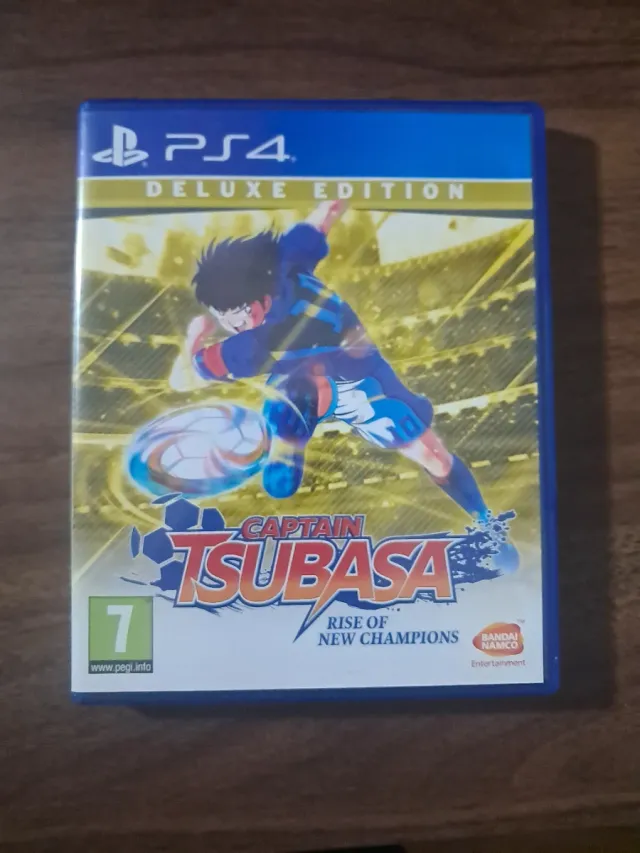 PS4
DELUXE EDITION
CAPTAIN
TSUBASA
RISE OF
NEW CHAMPIONS
7
www.pegi.info
BANDAI
NAMCO
Entertainment